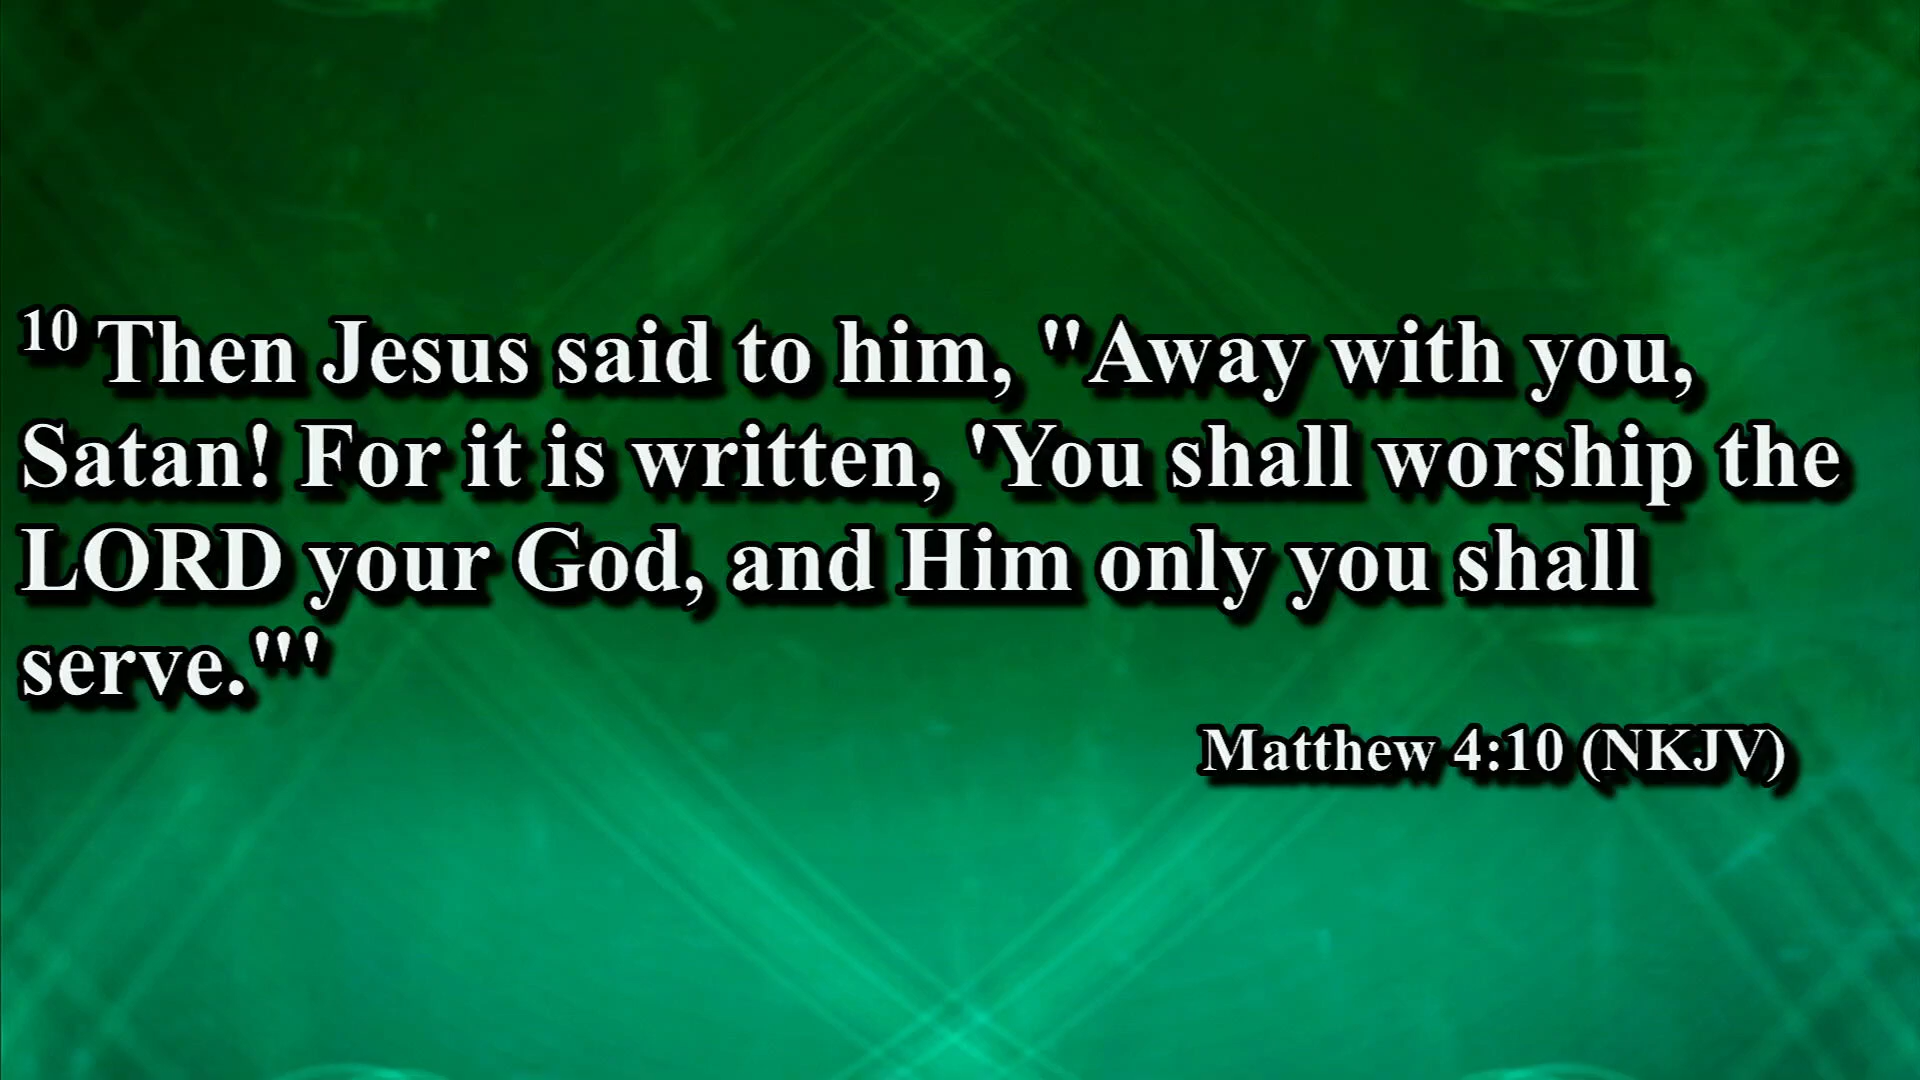 10 Then Jesus said to him, "Away with you,
Satan! For it is written, 'You shall worship the
LORD your God, and Him only you shall
serve."'
Matthew 4:10 (NKJV)